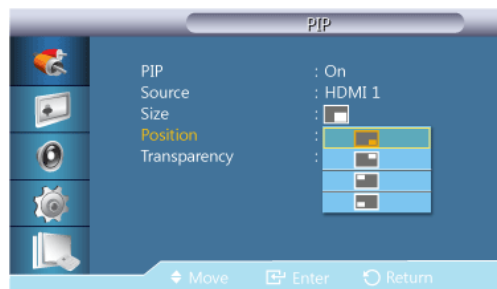 PIP
PIP : On
Source : HDMI 1
Size :
Position :
Transparency :
Move Enter Return